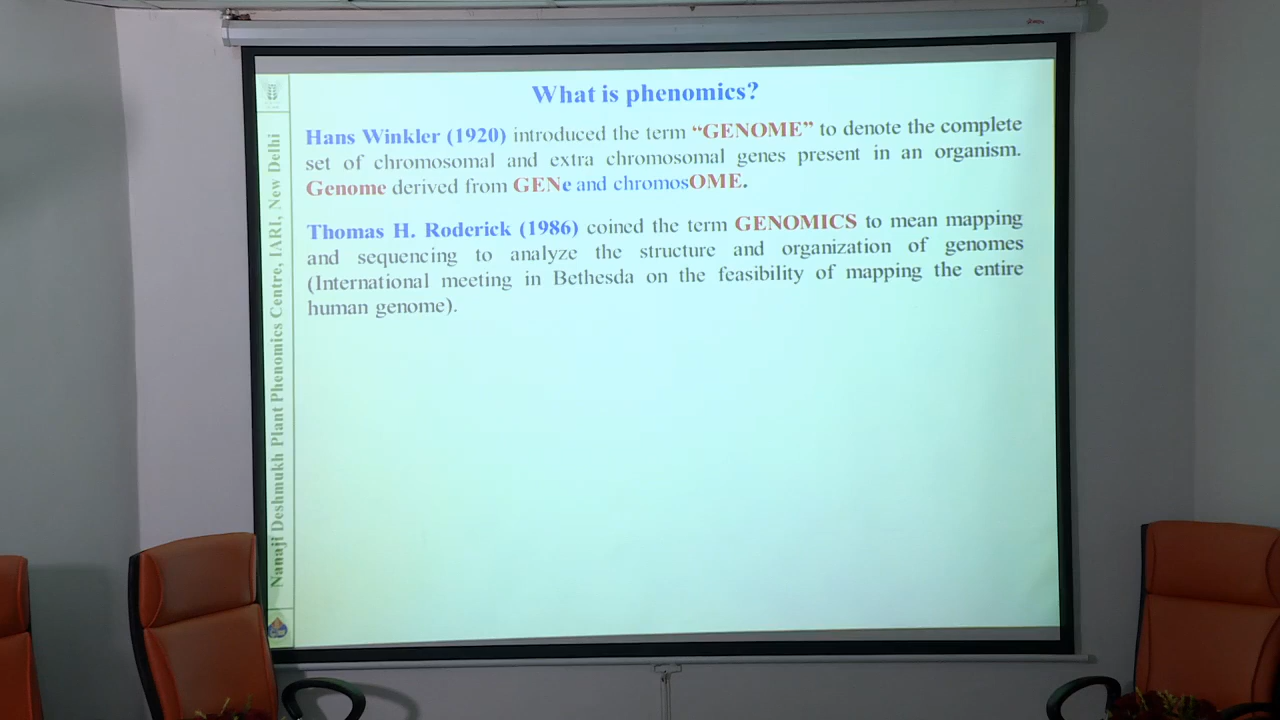 What is phenomics?
Hans Winkler (1920) introduced the term “GENOME” to denote the complete
set of chromosomal and extra chromosomal genes present in an organism.
Genome derived from GENe and chromosOME.
Thomas H. Roderick (1986) coined the term GENOMICS to mean mapping
and sequencing to analyze the structure and organization of genomes
(International meeting in Bethesda on the feasibility of mapping the entire
human genome).
Nanaji Deshmukh Plant Phenomics Centre, IARI, New Delhi